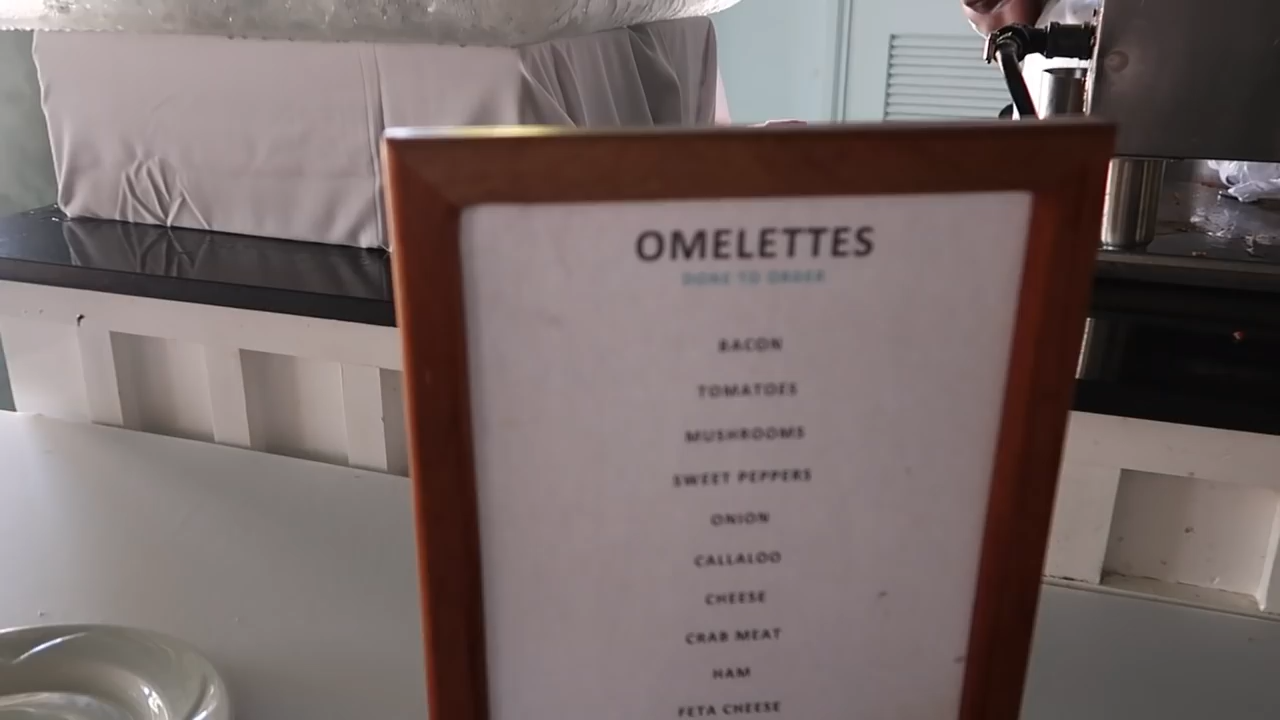 OMELETTES
DONE TO ORDER
BACON
TOMATOES
MUSHROOMS
SWEET PEPPERS
ONION
CALLALOO
CHEESE
CRAB MEAT
HAM
FETA CHEESE